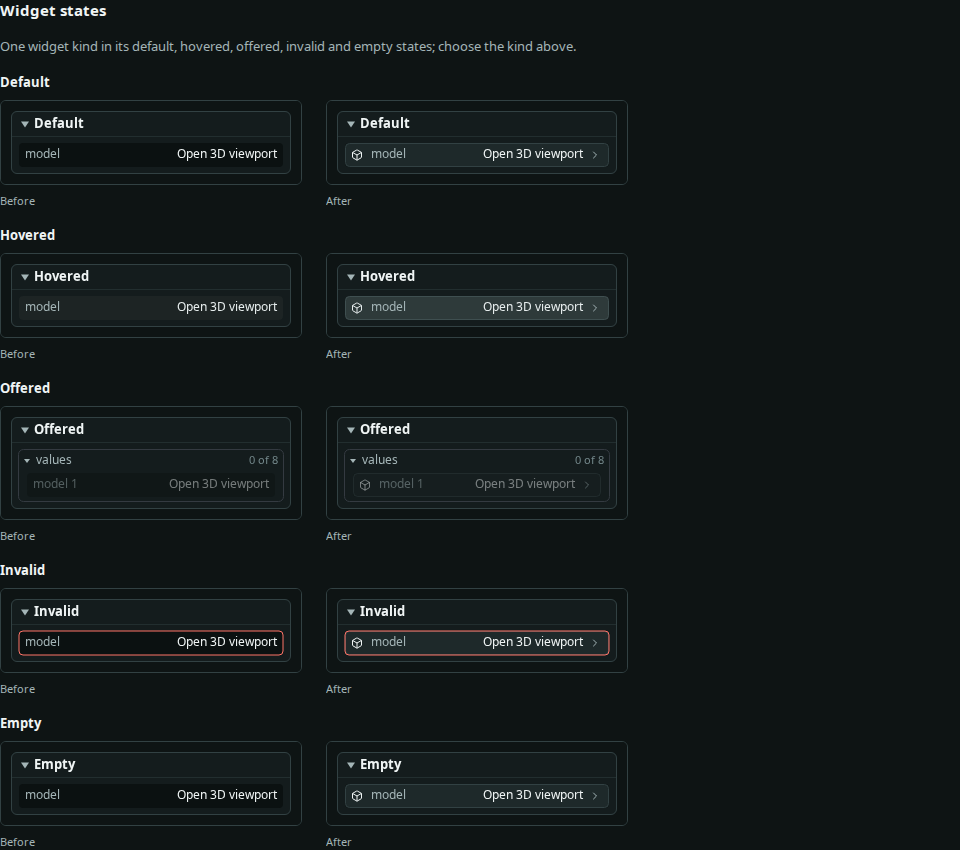 Widget states
One widget kind in its default, hovered, offered, invalid and empty states; choose the kind above.
Default
Default
model Open 3D viewport
Default
model Open 3D viewport
Before
After
Hovered
Hovered
model Open 3D viewport
Hovered
model Open 3D viewport
Before
After
Offered
Offered
values 0 of 8
model 1 Open 3D viewport
Offered
values 0 of 8
model 1 Open 3D viewport
Before
After
Invalid
Invalid
model Open 3D viewport
Invalid
model Open 3D viewport
Before
After
Empty
Empty
model Open 3D viewport
Empty
model Open 3D viewport
Before
After